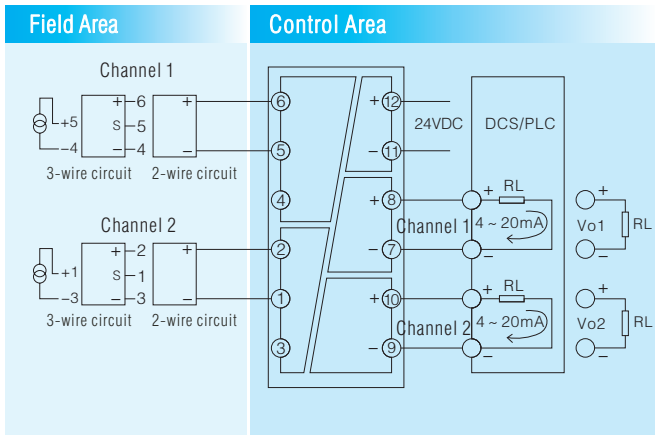 Field Area
Control Area
Channel 1
+5
-4
+ 6
S 5
- 4
+
-
3-wire circuit
2-wire circuit
Channel 2
+1
-3
+ 2
S 1
- 3
+
-
3-wire circuit
2-wire circuit
6
5
4
2
1
3
+ 12
- 11
24VDC
+ 8
Channel 1
- 7
+ 10
Channel 2
- 9
DCS/PLC
+ RL
4 ~ 20mA
-
+ RL
4 ~ 20mA
-
+
Vo1 RL
-
+
Vo2 RL
-